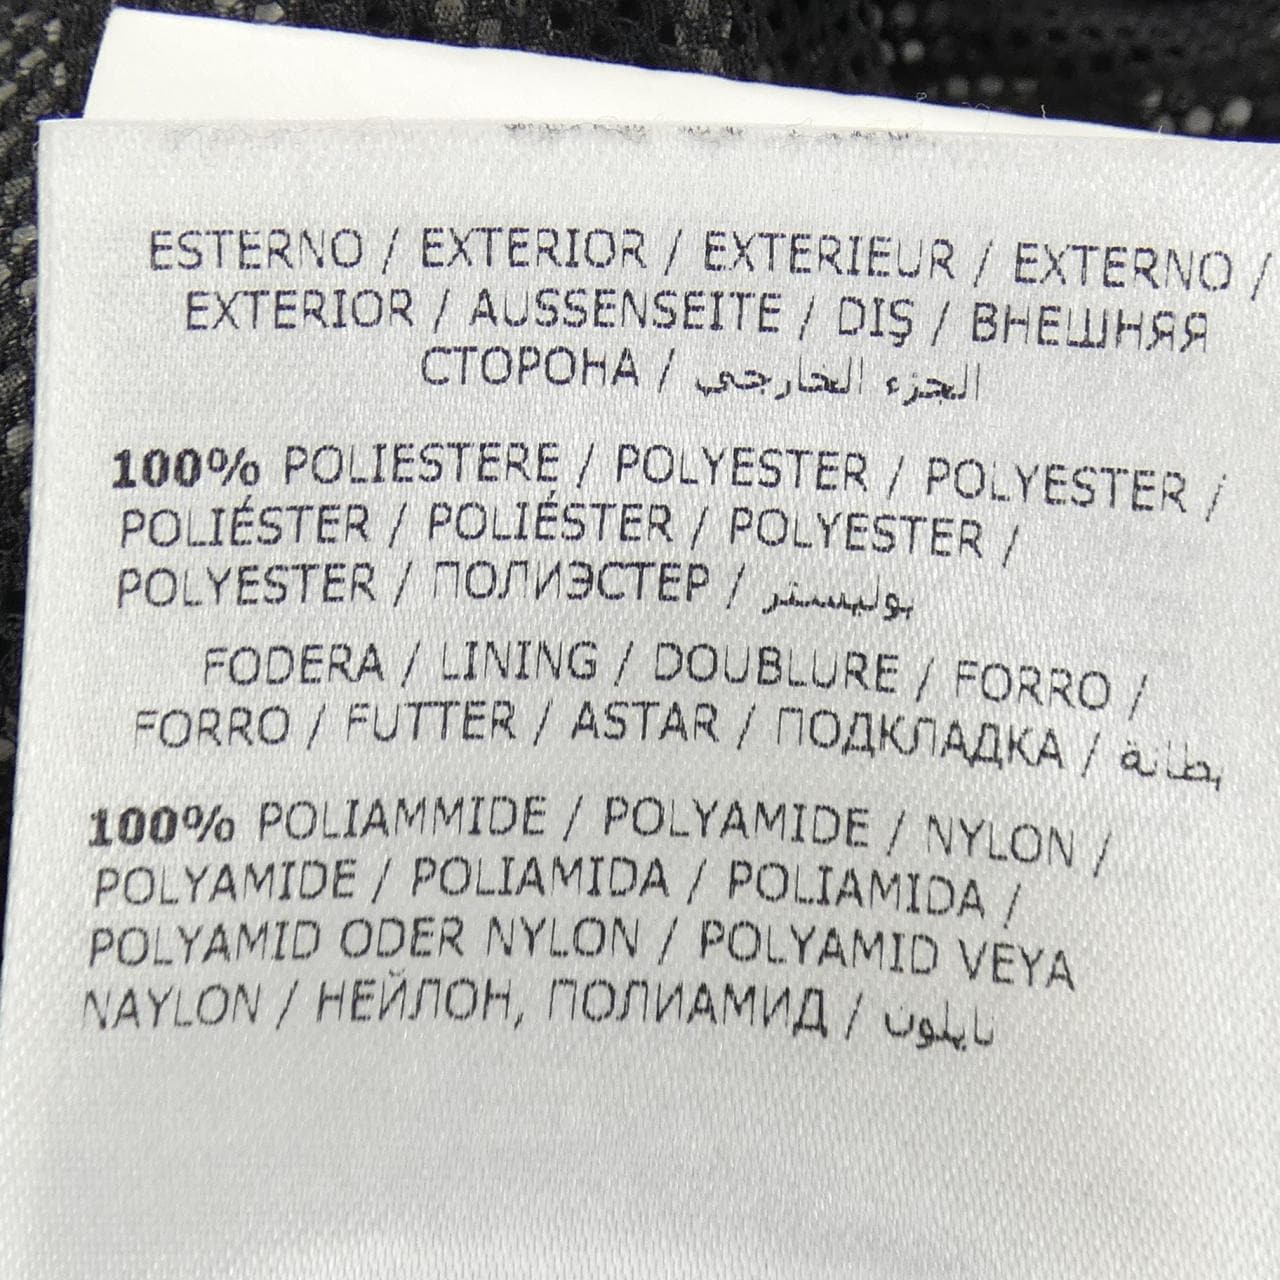 ESTERNO / EXTERIOR / EXTERIEUR / EXTERNO /
EXTERIOR / AUSSENSEITE / DIŞ / ВНЕШНЯЯ
СТОРОНА / الجزء الخارجي
100% POLIESTERE / POLYESTER / POLYESTER /
POLIÉSTER / POLIÉSTER / POLYESTER /
POLYESTER / ПОЛИЭСТЕР / بوليستر
FODERA / LINING / DOUBLURE / FORRO /
FORRO / FUTTER / ASTAR / ПОДКЛАДКА / بطانة
100% POLIAMMIDE / POLYAMIDE / NYLON /
POLYAMIDE / POLIAMIDA / POLIAMIDA /
POLYAMID ODER NYLON / POLYAMID VEYA
NAYLON / НЕЙЛОН, ПОЛИАМИД / نايلون